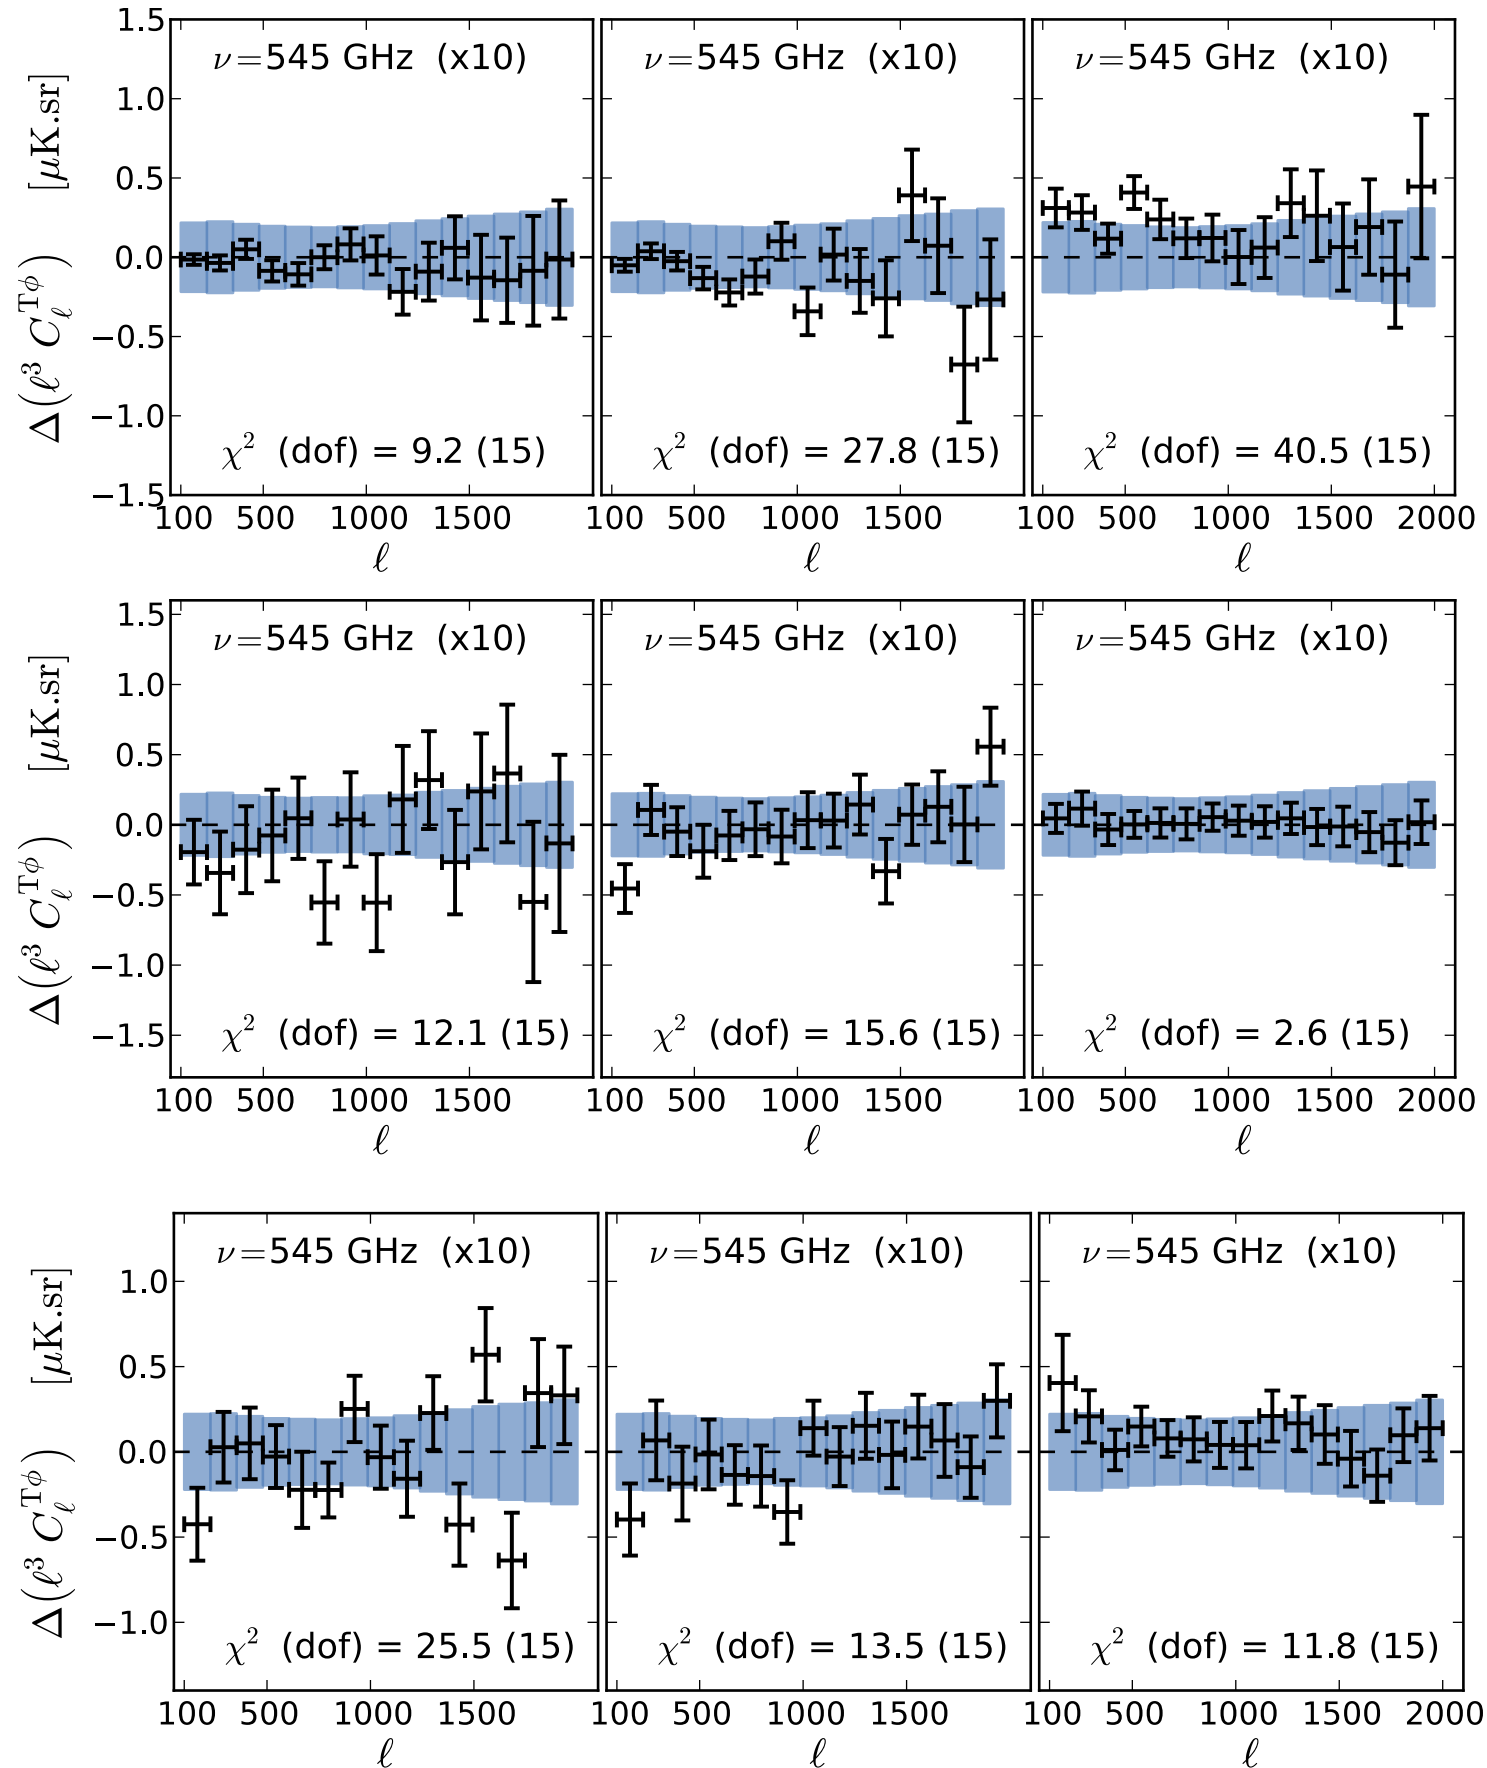 ν=545 GHz (x10)
ν=545 GHz (x10)
ν=545 GHz (x10)
Δ(ℓ³ C_ℓ^{Tϕ}) [μK.sr]
1.5
1.0
0.5
0.0
−0.5
−1.0
−1.5
χ² (dof) = 9.2 (15)
χ² (dof) = 27.8 (15)
χ² (dof) = 40.5 (15)
100 500 1000 1500
100 500 1000 1500
100 500 1000 1500 2000
ℓ
ℓ
ℓ
ν=545 GHz (x10)
ν=545 GHz (x10)
ν=545 GHz (x10)
Δ(ℓ³ C_ℓ^{Tϕ}) [μK.sr]
1.5
1.0
0.5
0.0
−0.5
−1.0
−1.5
χ² (dof) = 12.1 (15)
χ² (dof) = 15.6 (15)
χ² (dof) = 2.6 (15)
100 500 1000 1500
100 500 1000 1500
100 500 1000 1500 2000
ℓ
ℓ
ℓ
ν=545 GHz (x10)
ν=545 GHz (x10)
ν=545 GHz (x10)
Δ(ℓ³ C_ℓ^{Tϕ}) [μK.sr]
1.0
0.5
0.0
−0.5
−1.0
χ² (dof) = 25.5 (15)
χ² (dof) = 13.5 (15)
χ² (dof) = 11.8 (15)
100 500 1000 1500
100 500 1000 1500
100 500 1000 1500 2000
ℓ
ℓ
ℓ